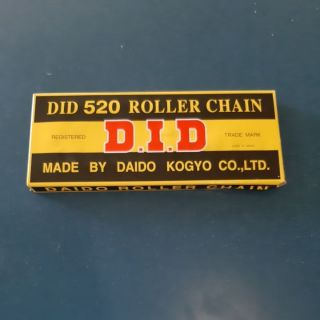 DID 520 ROLLER CHAIN
REGISTERED D.I.D TRADE MARK
MADE BY DAIDO KOGYO CO.,LTD.
DAIDO ROLLER CHAIN